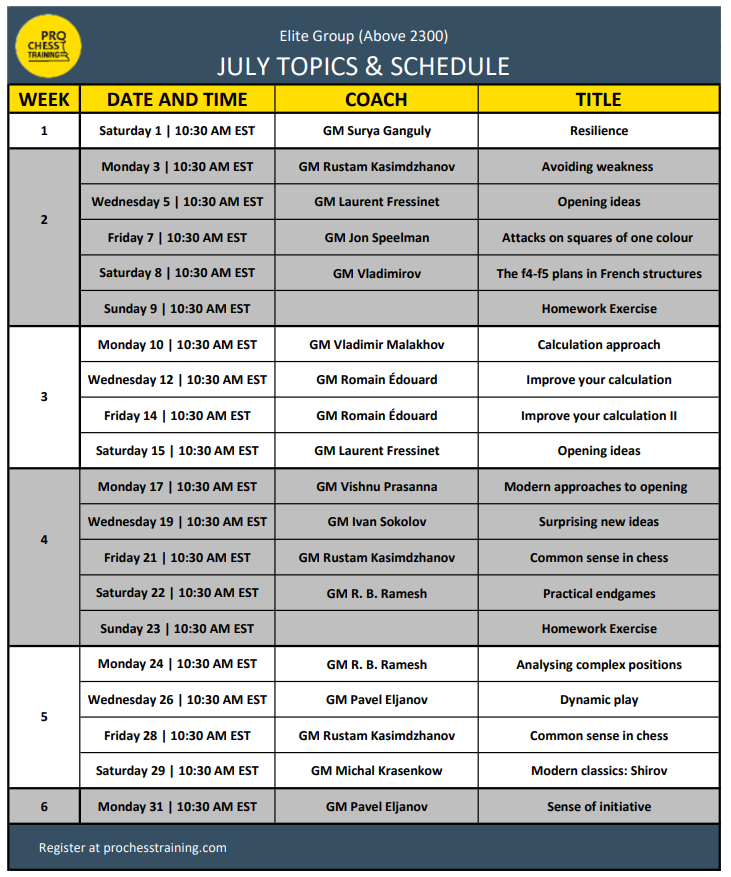 PRO
CHESS
TRAINING
Elite Group (Above 2300)
JULY TOPICS & SCHEDULE
WEEK DATE AND TIME COACH TITLE
1 Saturday 1 | 10:30 AM EST GM Surya Ganguly Resilience
2
Monday 3 | 10:30 AM EST GM Rustam Kasimdzhanov Avoiding weakness
Wednesday 5 | 10:30 AM EST GM Laurent Fressinet Opening ideas
Friday 7 | 10:30 AM EST GM Jon Speelman Attacks on squares of one colour
Saturday 8 | 10:30 AM EST GM Vladimirov The f4-f5 plans in French structures
Sunday 9 | 10:30 AM EST Homework Exercise
3
Monday 10 | 10:30 AM EST GM Vladimir Malakhov Calculation approach
Wednesday 12 | 10:30 AM EST GM Romain Édouard Improve your calculation
Friday 14 | 10:30 AM EST GM Romain Édouard Improve your calculation II
Saturday 15 | 10:30 AM EST GM Laurent Fressinet Opening ideas
4
Monday 17 | 10:30 AM EST GM Vishnu Prasanna Modern approaches to opening
Wednesday 19 | 10:30 AM EST GM Ivan Sokolov Surprising new ideas
Friday 21 | 10:30 AM EST GM Rustam Kasimdzhanov Common sense in chess
Saturday 22 | 10:30 AM EST GM R. B. Ramesh Practical endgames
Sunday 23 | 10:30 AM EST Homework Exercise
5
Monday 24 | 10:30 AM EST GM R. B. Ramesh Analysing complex positions
Wednesday 26 | 10:30 AM EST GM Pavel Eljanov Dynamic play
Friday 28 | 10:30 AM EST GM Rustam Kasimdzhanov Common sense in chess
Saturday 29 | 10:30 AM EST GM Michal Krasenkow Modern classics: Shirov
6 Monday 31 | 10:30 AM EST GM Pavel Eljanov Sense of initiative
Register at prochesstraining.com